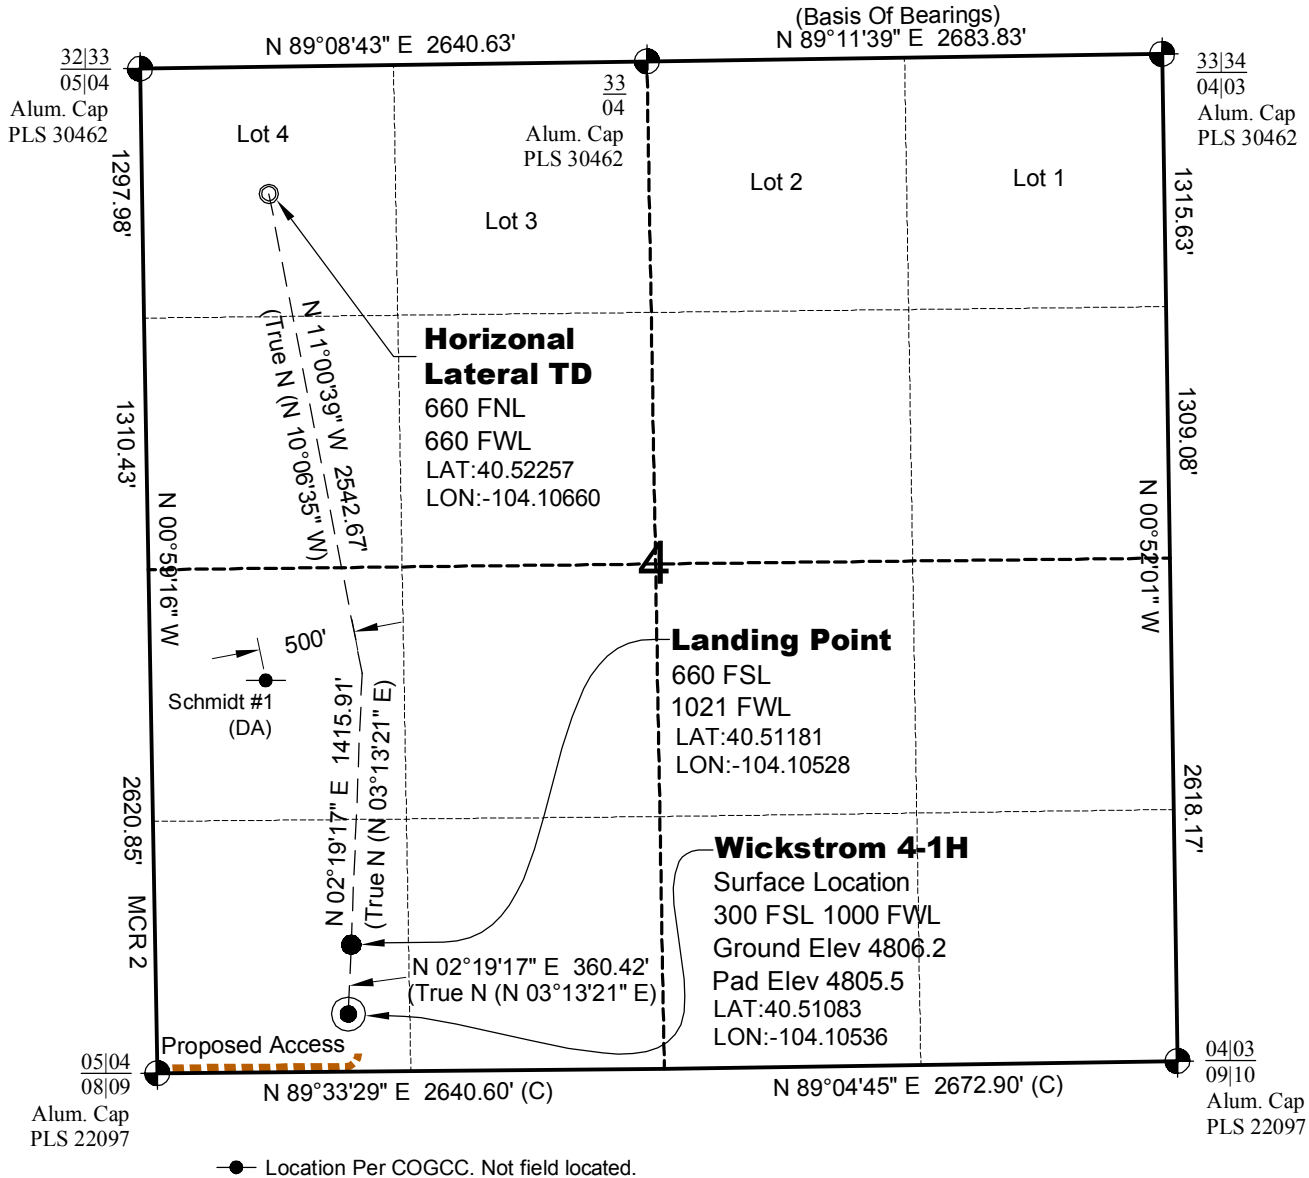 (Basis Of Bearings)
N 89°08'43" E  2640.63'
N 89°11'39" E  2683.83'
32|33
05|04
Alum. Cap
PLS 30462
33
04
Alum. Cap
PLS 30462
33|34
04|03
Alum. Cap
PLS 30462
Lot 4
Lot 3
Lot 2
Lot 1
1297.98'
1315.63'
N 11°00'39" W  2542.67'
(True N (N 10°06'35" W)
Horizonal
Lateral TD
660 FNL
660 FWL
LAT:40.52257
LON:-104.10660
1310.43'
1309.08'
N 00°59'16" W
N 00°52'01" W
4
500'
Schmidt #1
(DA)
Landing Point
660 FSL
1021 FWL
LAT:40.51181
LON:-104.10528
N 02°19'17" E  1415.91'
(True N (N 03°13'21" E)
2620.85'
MCR 2
2618.17'
Wickstrom 4-1H
Surface Location
300 FSL 1000 FWL
Ground Elev 4806.2
Pad Elev 4805.5
LAT:40.51083
LON:-104.10536
N 02°19'17" E  360.42'
(True N (N 03°13'21" E)
Proposed Access
05|04
08|09
Alum. Cap
PLS 22097
N 89°33'29" E  2640.60' (C)
N 89°04'45" E  2672.90' (C)
04|03
09|10
Alum. Cap
PLS 22097
Location Per COGCC. Not field located.